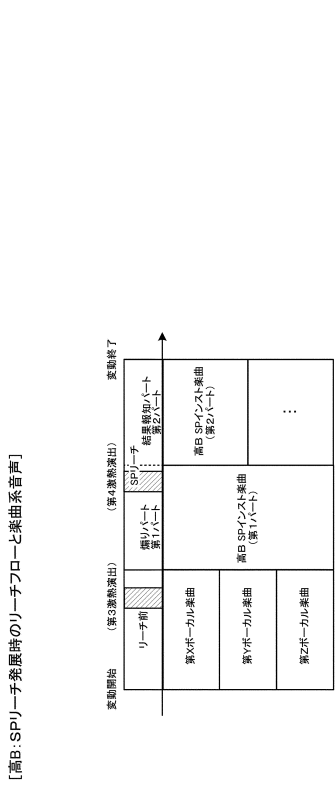 ［高B：SPリーチ発展時のリーチフローと楽曲系音声］
変動開始
（第3激熱演出）
（第4激熱演出）
変動終了
リーチ前
煽りパート
第1パート
SPリーチ
結果報知パート
第2パート
第Xボーカル楽曲
第Yボーカル楽曲
第Zボーカル楽曲
高B SPインスト楽曲
（第1パート）
高B SPインスト楽曲
（第2パート）
…